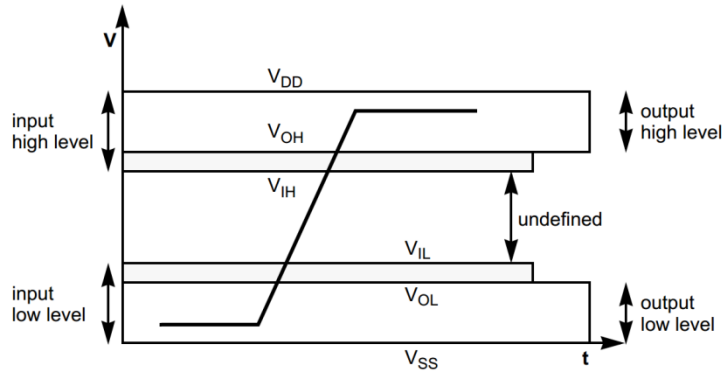 V
V_DD
input
high level
V_OH
output
high level
V_IH
undefined
V_IL
input
low level
V_OL
output
low level
V_SS
t